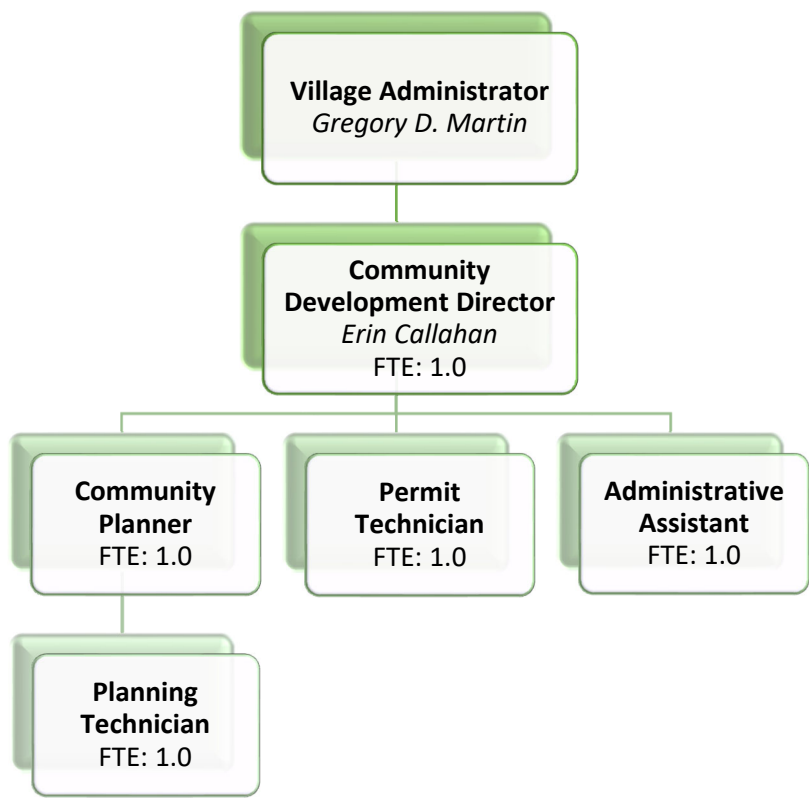 Village Administrator
Gregory D. Martin
Community
Development Director
Erin Callahan
FTE: 1.0
Community
Planner
FTE: 1.0
Permit
Technician
FTE: 1.0
Administrative
Assistant
FTE: 1.0
Planning
Technician
FTE: 1.0